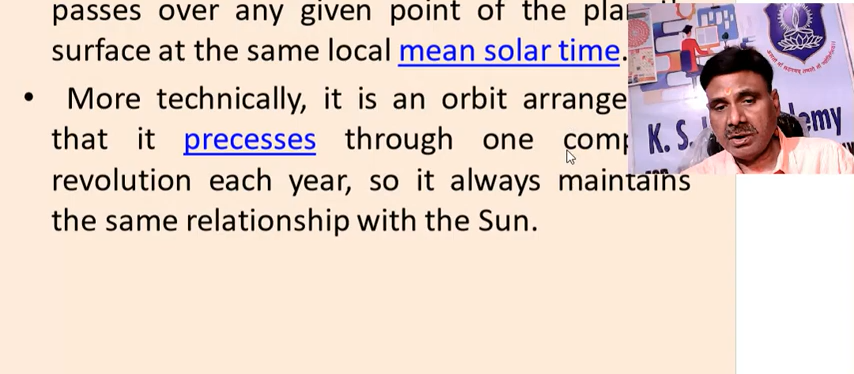 passes over any given point of the pla
surface at the same local mean solar time.
• More technically, it is an orbit arrange
that it precesses through one comp
revolution each year, so it always maintains
the same relationship with the Sun.
K. S.
emy